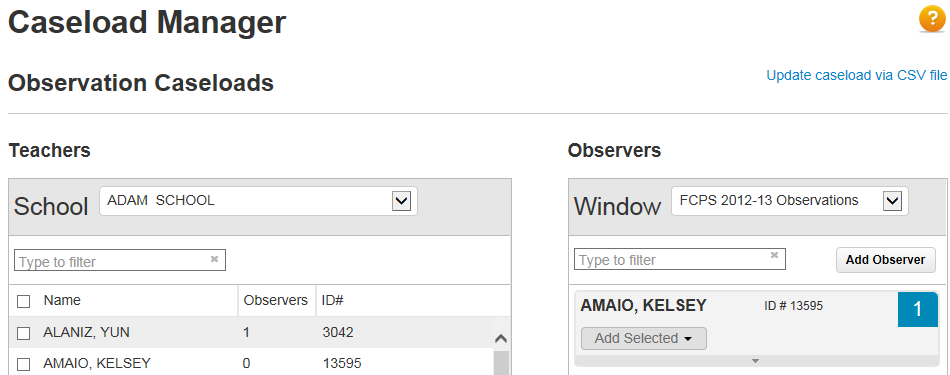 Caseload Manager
?
Observation Caseloads
Update caseload via CSV file
Teachers
School
ADAM SCHOOL
Type to filter
Name Observers ID#
ALANIZ, YUN 1 3042
AMAIO, KELSEY 0 13595
Observers
Window
FCPS 2012-13 Observations
Type to filter
Add Observer
AMAIO, KELSEY ID # 13595 1
Add Selected